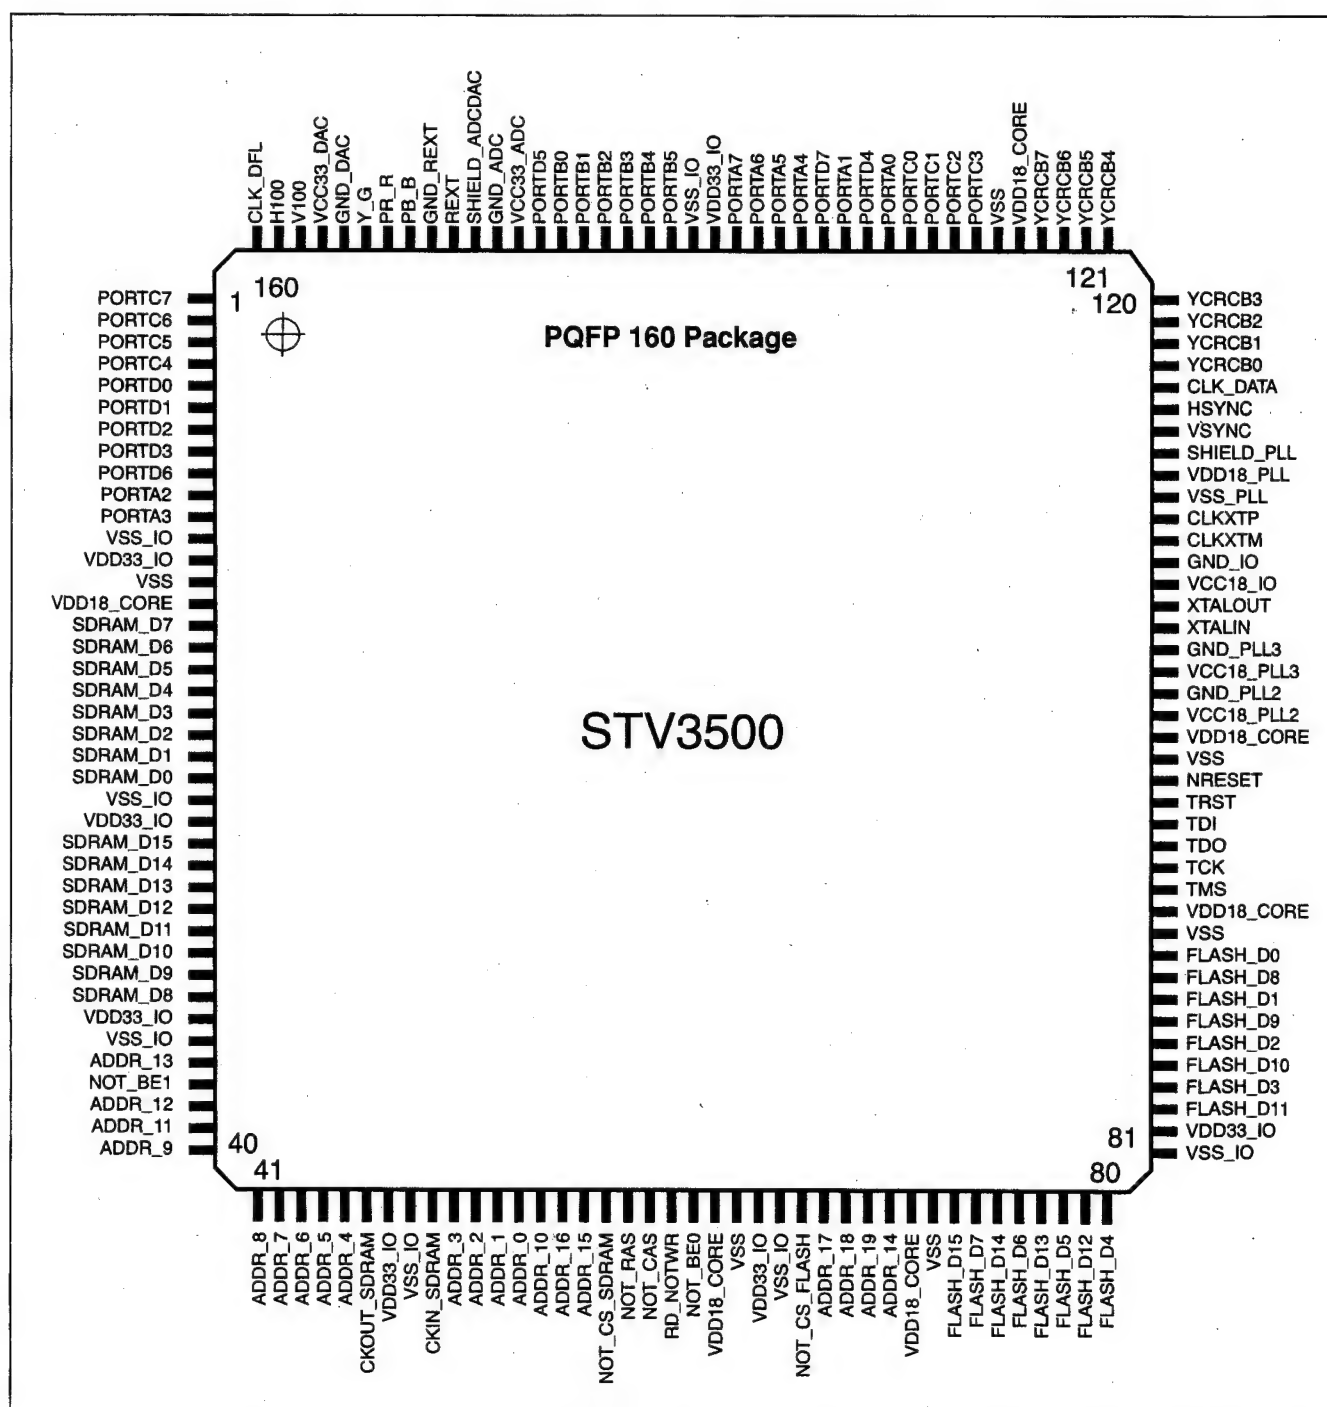 CLK_DFL
H100
V100
VCC33_DAC
GND_DAC
Y_G
PR_R
PB_B
GND_REXT
REXT
SHIELD_ADCDAC
GND_ADC
VCC33_ADC
PORTD5
PORTB0
PORTB1
PORTB2
PORTB3
PORTB4
PORTB5
VSS_IO
VDD33_IO
PORTA7
PORTA6
PORTA5
PORTA4
PORTD7
PORTA1
PORTD4
PORTA0
PORTC0
PORTC1
PORTC2
PORTC3
VSS
VDD18_CORE
YCRCB7
YCRCB6
YCRCB5
YCRCB4
160
121
1
120
PQFP 160 Package
PORTC7
PORTC6
PORTC5
PORTC4
PORTD0
PORTD1
PORTD2
PORTD3
PORTD6
PORTA2
PORTA3
VSS_IO
VDD33_IO
VSS
VDD18_CORE
SDRAM_D7
SDRAM_D6
SDRAM_D5
SDRAM_D4
SDRAM_D3
SDRAM_D2
SDRAM_D1
SDRAM_D0
VSS_IO
VDD33_IO
SDRAM_D15
SDRAM_D14
SDRAM_D13
SDRAM_D12
SDRAM_D11
SDRAM_D10
SDRAM_D9
SDRAM_D8
VDD33_IO
VSS_IO
ADDR_13
NOT_BE1
ADDR_12
ADDR_11
ADDR_9
STV3500
YCRCB3
YCRCB2
YCRCB1
YCRCB0
CLK_DATA
HSYNC
VSYNC
SHIELD_PLL
VDD18_PLL
VSS_PLL
CLKXTP
CLKXTM
GND_IO
VCC18_IO
XTALOUT
XTALIN
GND_PLL3
VCC18_PLL3
GND_PLL2
VCC18_PLL2
VDD18_CORE
VSS
NRESET
TRST
TDI
TDO
TCK
TMS
VDD18_CORE
VSS
FLASH_D0
FLASH_D8
FLASH_D1
FLASH_D9
FLASH_D2
FLASH_D10
FLASH_D3
FLASH_D11
VDD33_IO
VSS_IO
40
81
41
80
ADDR_8
ADDR_7
ADDR_6
ADDR_5
ADDR_4
CKOUT_SDRAM
VDD33_IO
VSS_IO
CKIN_SDRAM
ADDR_3
ADDR_2
ADDR_1
ADDR_0
ADDR_10
ADDR_16
ADDR_15
NOT_CS_SDRAM
NOT_RAS
NOT_CAS
RD_NOTWR
NOT_BE0
VDD18_CORE
VSS
VDD33_IO
VSS_IO
NOT_CS_FLASH
ADDR_17
ADDR_18
ADDR_19
ADDR_14
VDD18_CORE
VSS
FLASH_D15
FLASH_D7
FLASH_D14
FLASH_D6
FLASH_D13
FLASH_D5
FLASH_D12
FLASH_D4